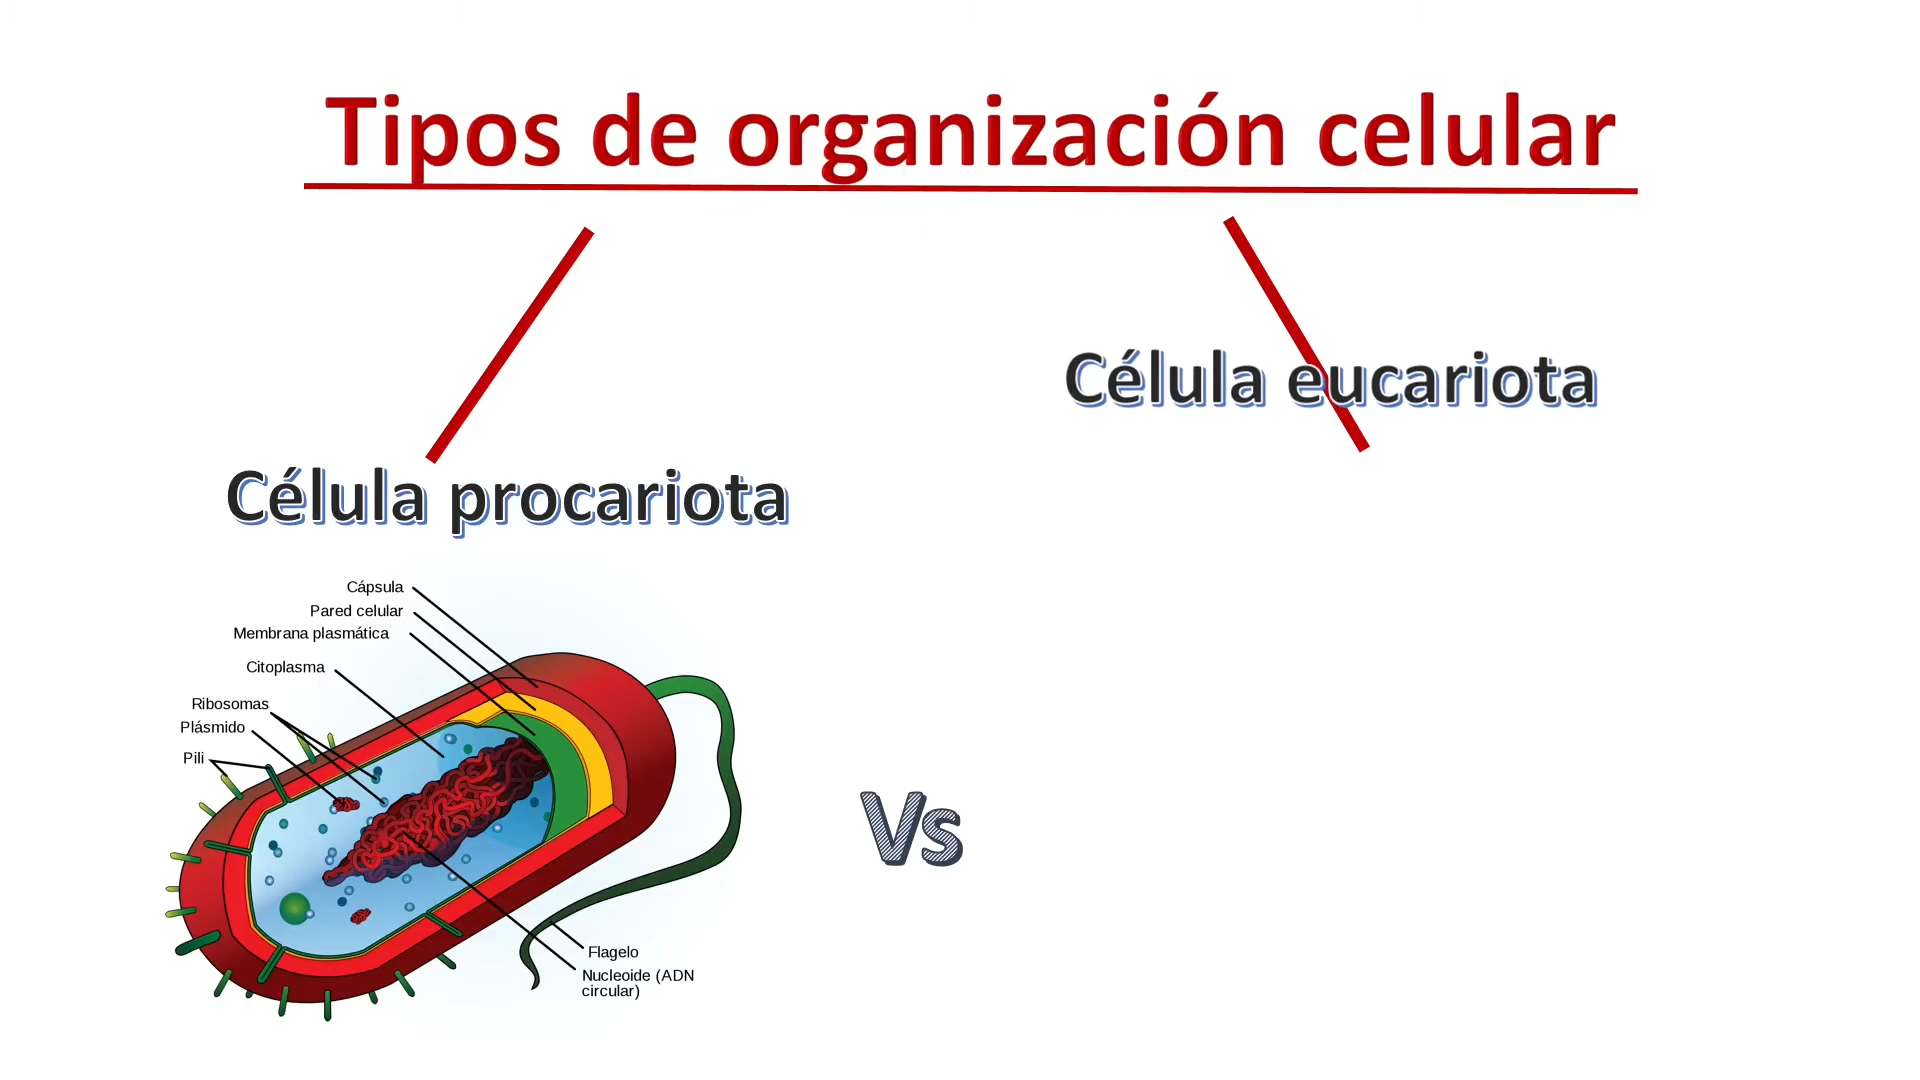 Tipos de organización celular
Célula eucariota
Célula procariota
Cápsula
Pared celular
Membrana plasmática
Citoplasma
Ribosomas
Plásmido
Pili
Vs
Flagelo
Nucleoide (ADN
circular)